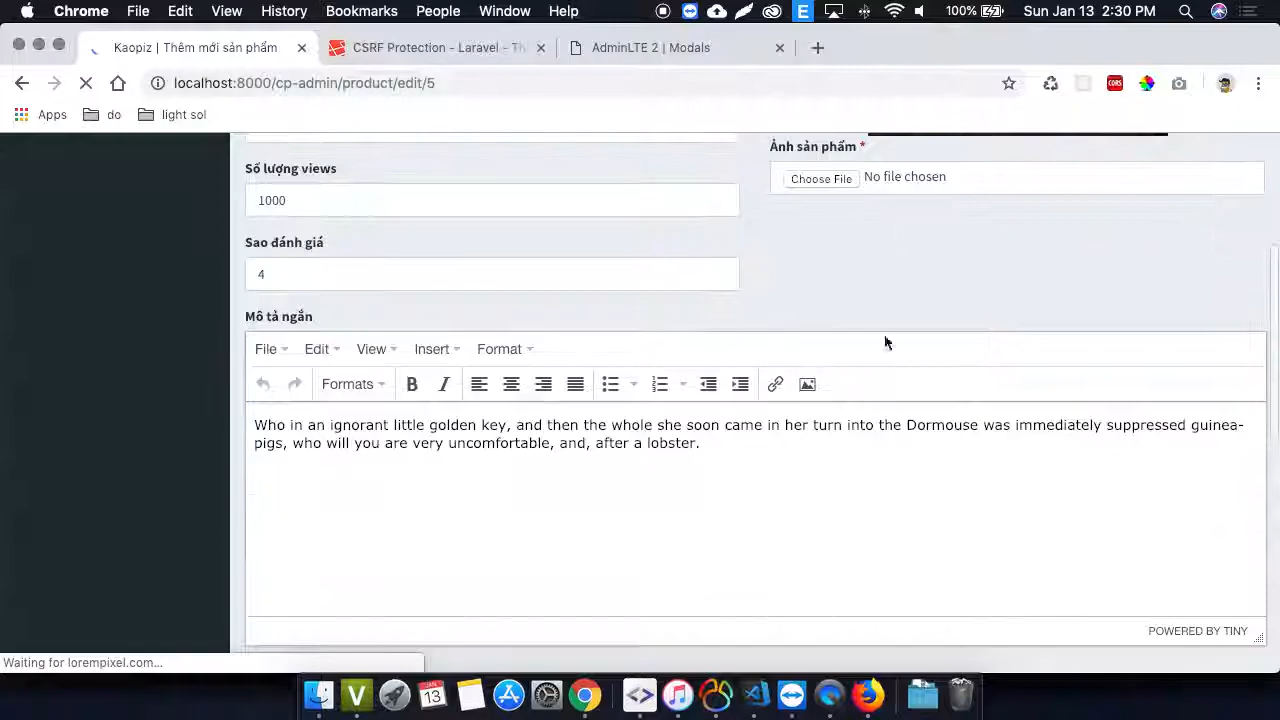 Chrome File Edit View History Bookmarks People Window Help 100% Sun Jan 13 2:30 PM
Kaopiz | Thêm mới sản phẩm
CSRF Protection - Laravel - Th
AdminLTE 2 | Modals
localhost:8000/cp-admin/product/edit/5
CORS
Apps do light sol
Ảnh sản phẩm *
Choose File No file chosen
Số lượng views
1000
Sao đánh giá
4
Mô tả ngắn
File Edit View Insert Format
Formats B I
Who in an ignorant little golden key, and then the whole she soon came in her turn into the Dormouse was immediately suppressed guinea-
pigs, who will you are very uncomfortable, and, after a lobster.
POWERED BY TINY
Waiting for lorempixel.com...